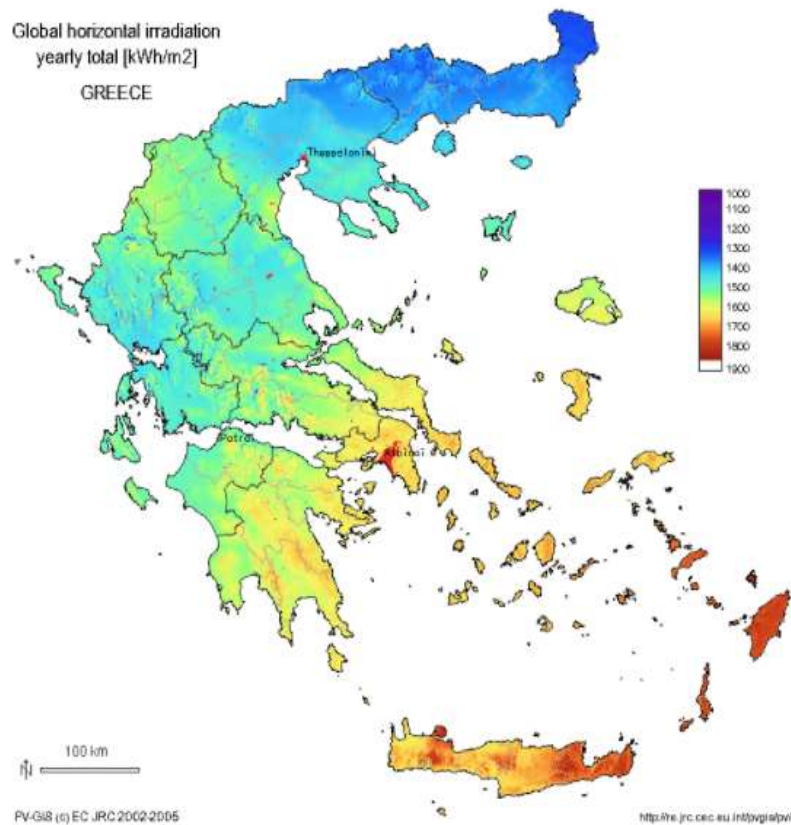 Global horizontal irradiation
yearly total [kWh/m2]
GREECE
Thessaloniki
1000
1100
1200
1300
1400
1500
1600
1700
1800
1900
Patrai
Athinai
100 km
PV-GIS (c) EC JRC 2002-2005
http://re.jrc.cec.eu.int/pvgis/pv/